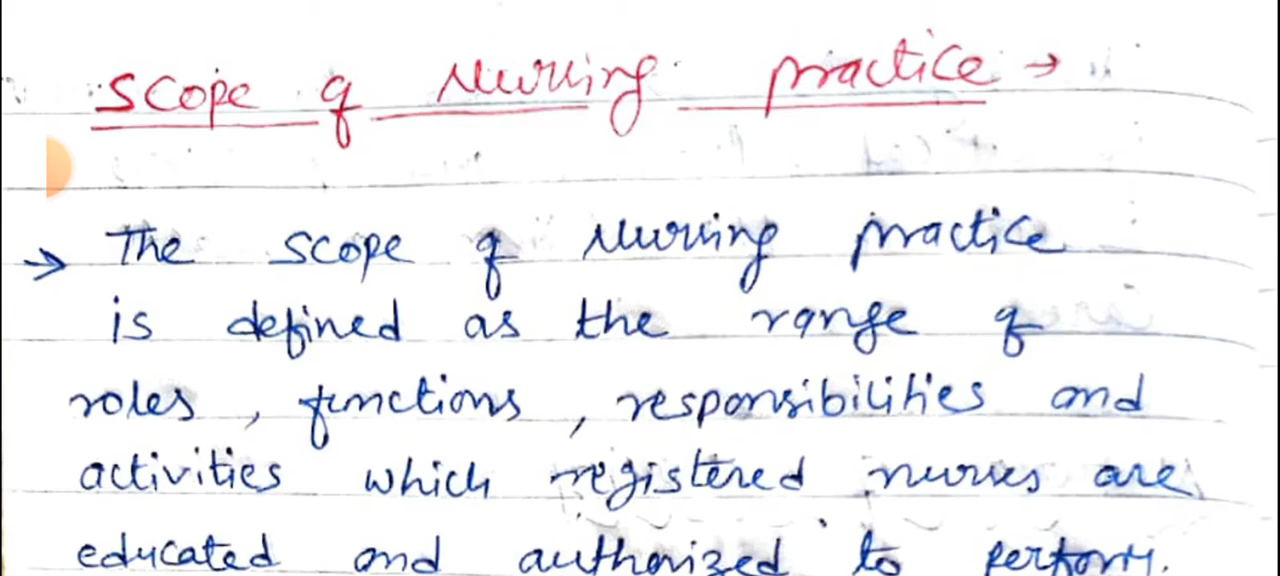 Scope of Nursing practice →
→ The scope of Nursing practice
is defined as the range of
roles, functions, responsibilities and
activities which registered nurses are
educated and authorized to perform.